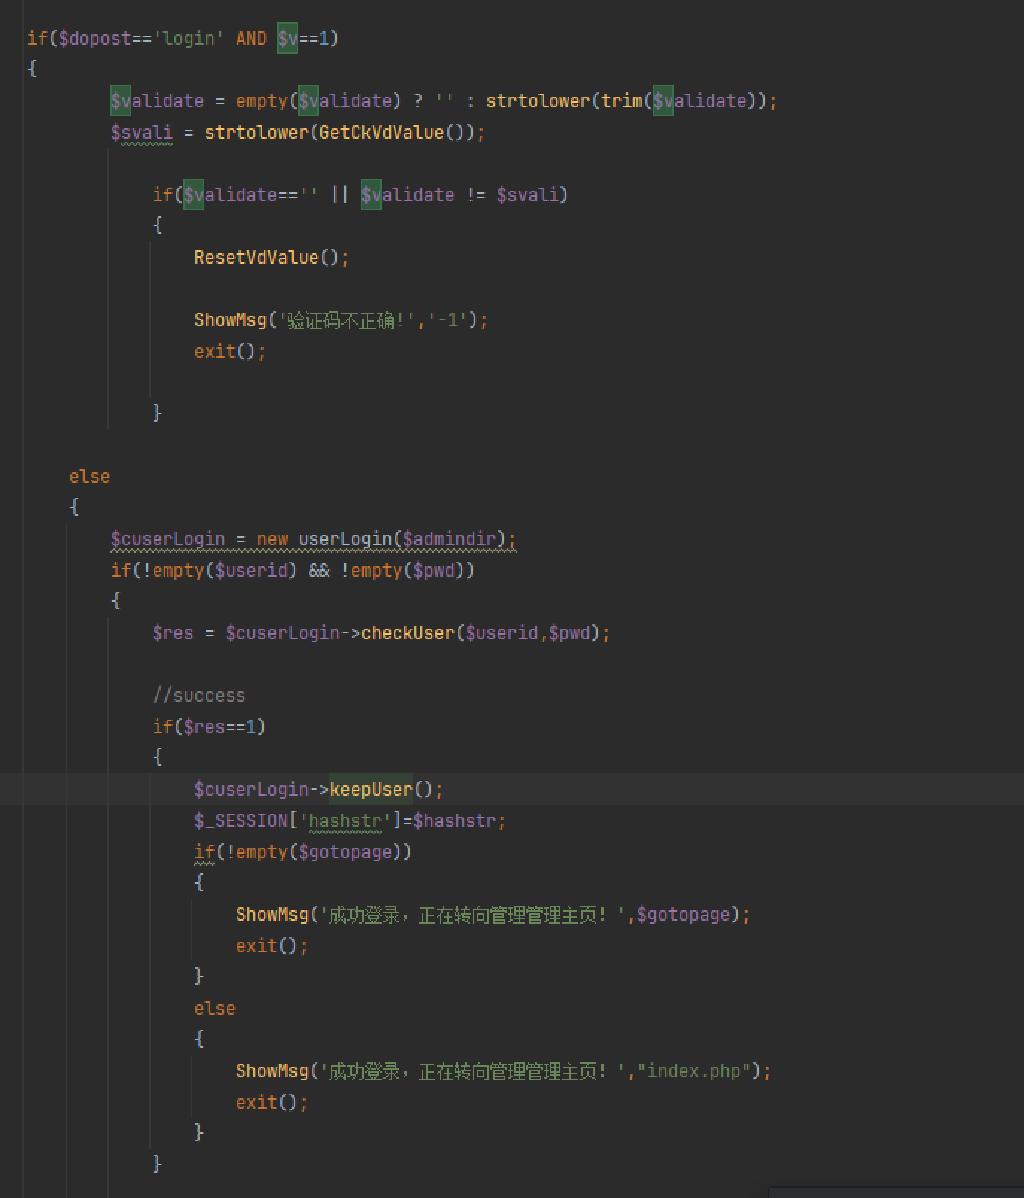 if($dopost=='login' AND $v==1)
{
$validate = empty($validate) ? '' : strtolower(trim($validate));
$svali = strtolower(GetCkVdValue());
if($validate=='' || $validate != $svali)
{
ResetVdValue();
ShowMsg('验证码不正确!','-1');
exit();
}
else
{
$cuserLogin = new userLogin($admindir);
if(!empty($userid) && !empty($pwd))
{
$res = $cuserLogin->checkUser($userid,$pwd);
//success
if($res==1)
{
$cuserLogin->keepUser();
$_SESSION['hashstr']=$hashstr;
if(!empty($gotopage))
{
ShowMsg('成功登录，正在转向管理管理主页！',$gotopage);
exit();
}
else
{
ShowMsg('成功登录，正在转向管理管理主页！',"index.php");
exit();
}
}